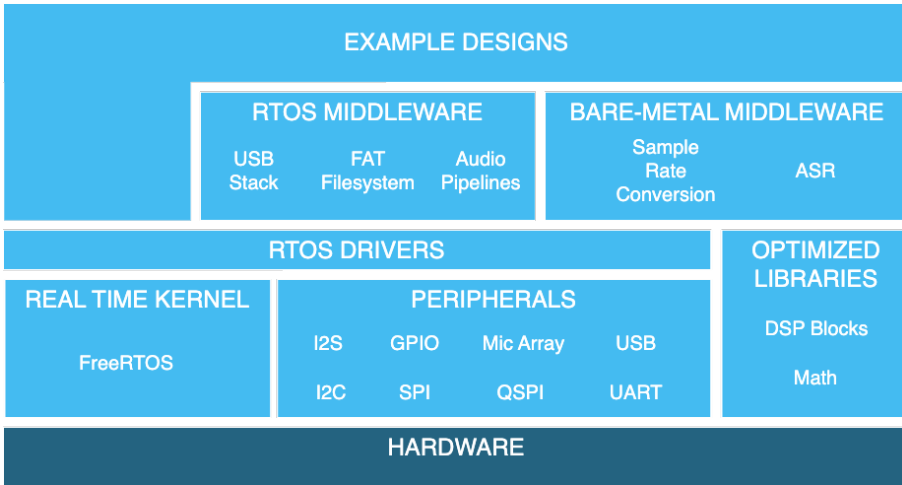 EXAMPLE DESIGNS
RTOS MIDDLEWARE
USB
Stack
FAT
Filesystem
Audio
Pipelines
BARE-METAL MIDDLEWARE
Sample
Rate
Conversion
ASR
RTOS DRIVERS
REAL TIME KERNEL
FreeRTOS
PERIPHERALS
I2S GPIO Mic Array USB
I2C SPI QSPI UART
OPTIMIZED
LIBRARIES
DSP Blocks
Math
HARDWARE